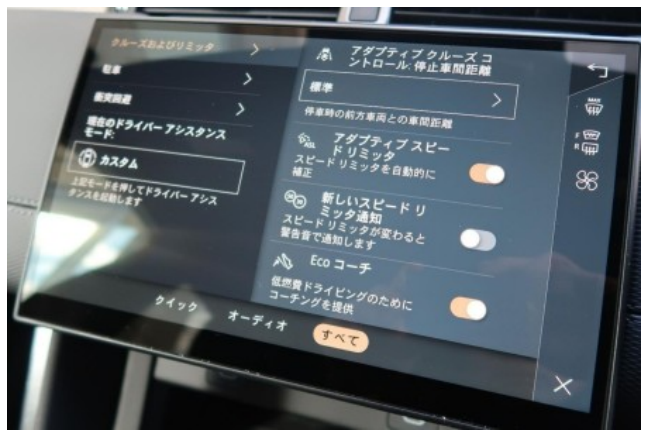 クルーズおよびリミッタ
駐車
衝突回避
現在のドライバー アシスタンス
モード:
カスタム
上記モードを押してドライバー アシス
タンスを起動します
アダプティブ クルーズ コ
ントロール: 停止車間距離
標準
停車時の前方車両との車間距離
ASL
アダプティブ スピー
ド リミッタ
スピード リミッタを自動的に
補正
新しいスピード リ
ミッタ通知
スピード リミッタが変わると
警告音で通知します
Eco コーチ
低燃費ドライビングのために
コーチングを提供
クイック
オーディオ
すべて
MAX
F
R